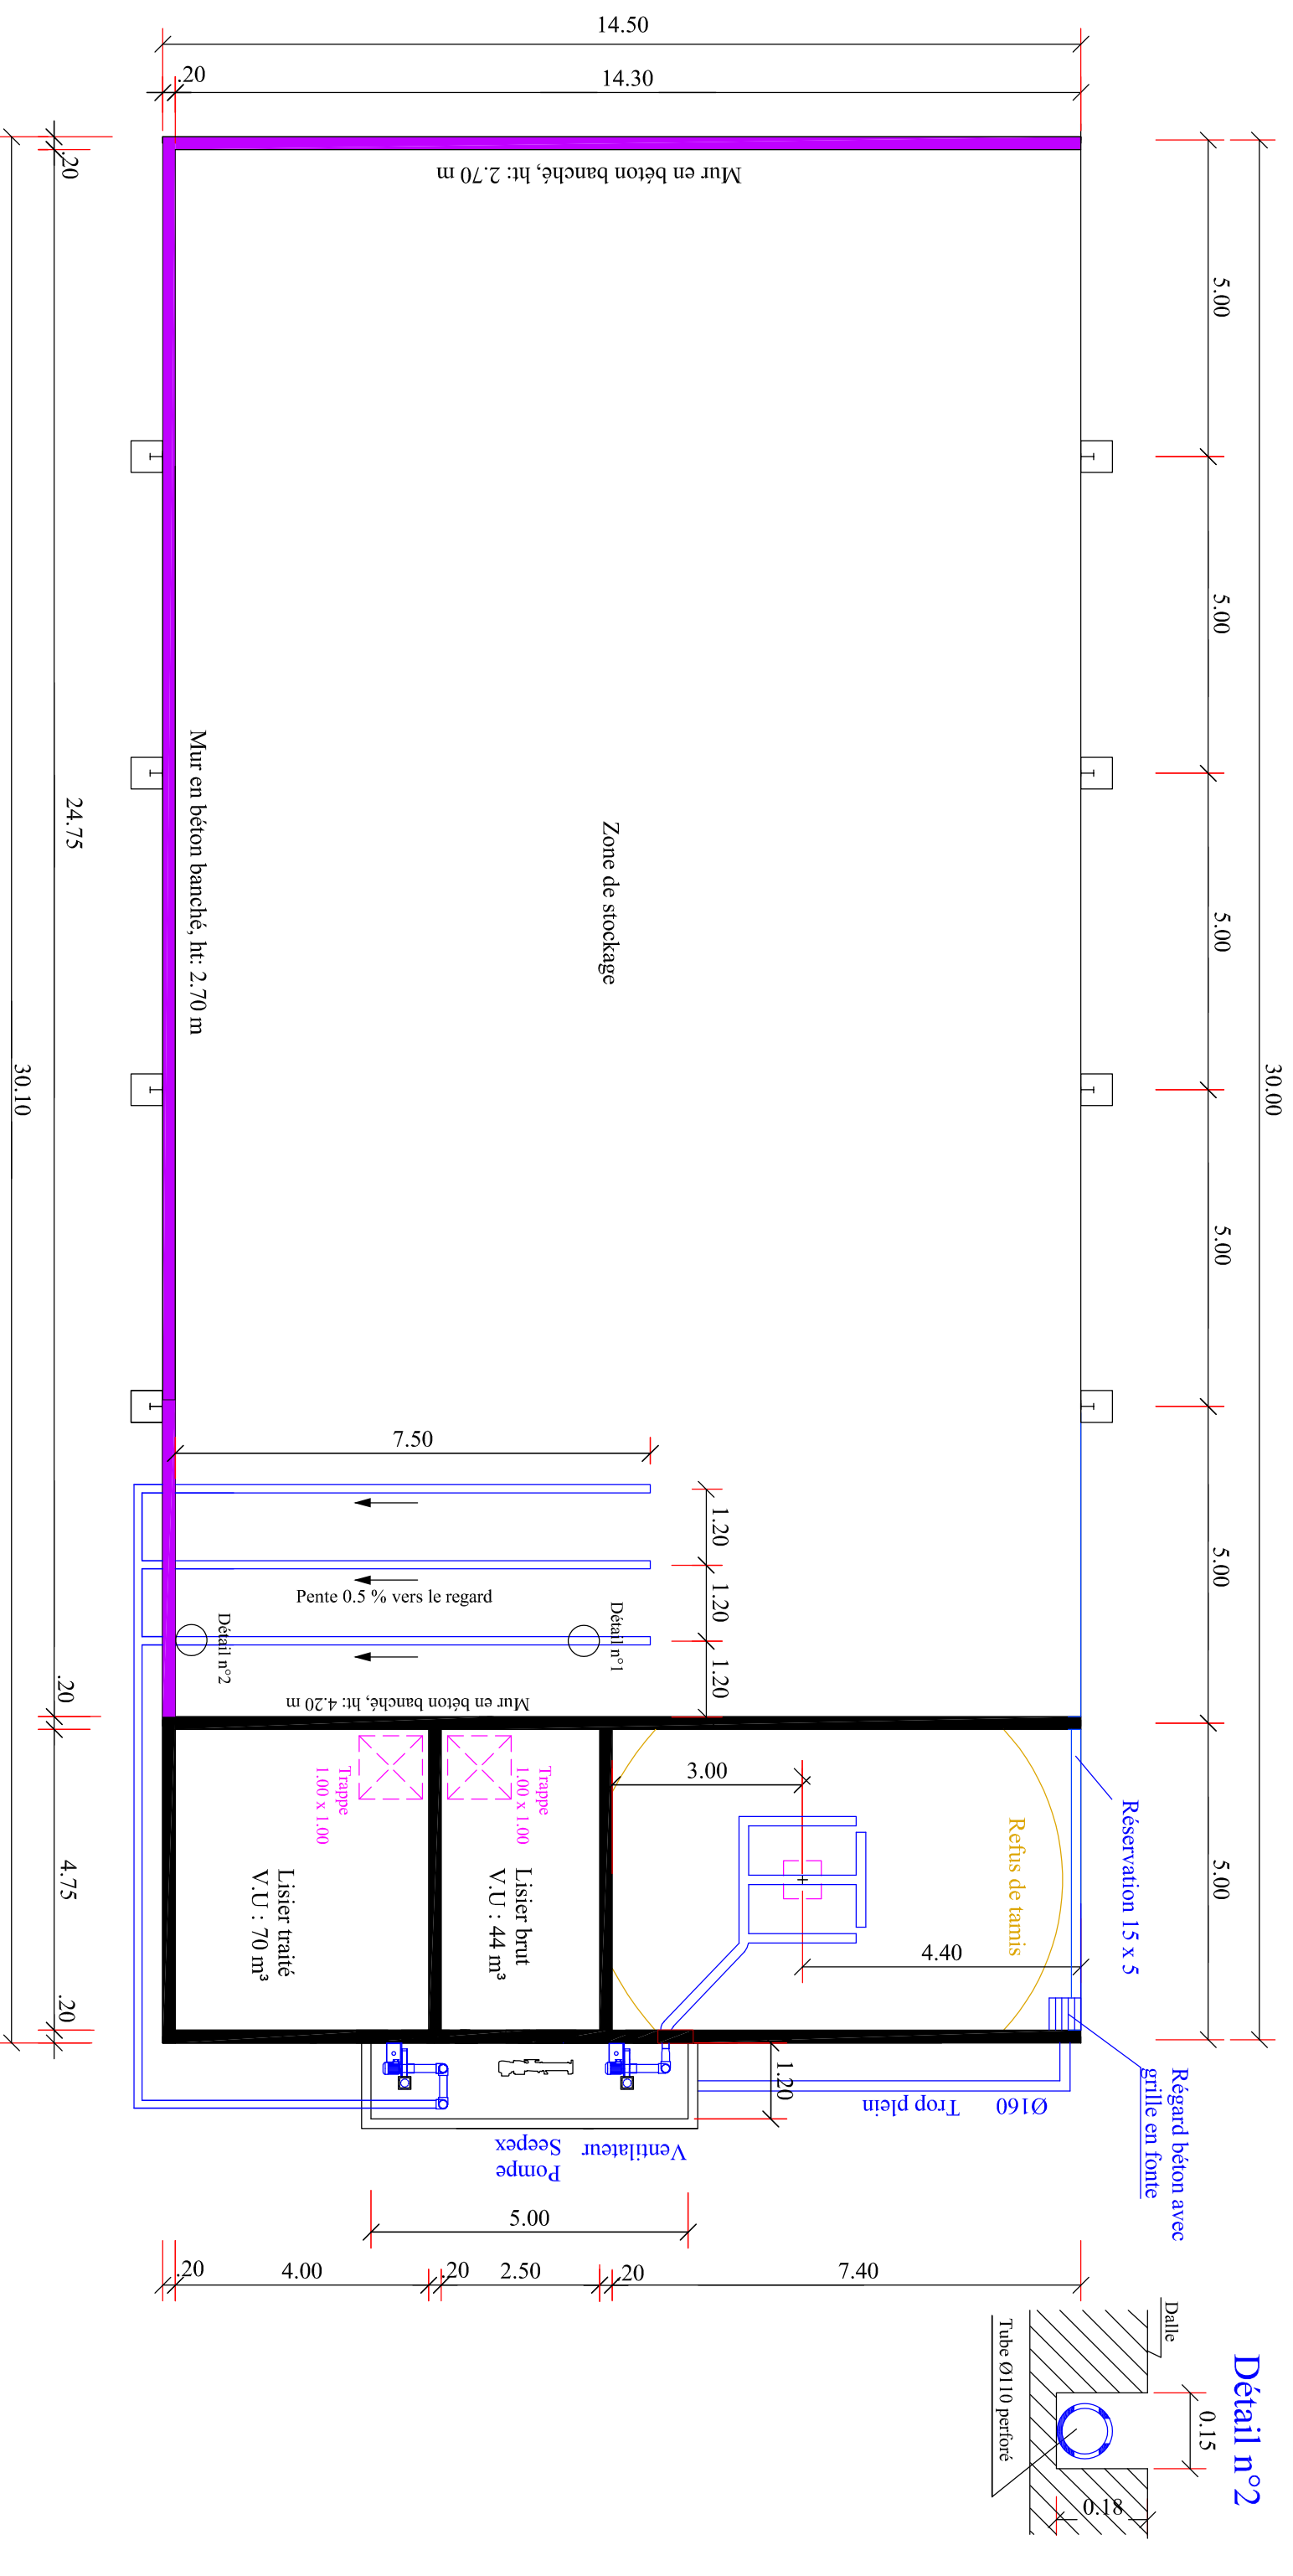 14.50
.20
14.30
.20
Mur en béton banché, ht: 2.70 m
5.00
5.00
5.00
5.00
5.00
5.00
30.00
24.75
30.10
Mur en béton banché, ht: 2.70 m
Zone de stockage
7.50
1.20
1.20
1.20
Pente 0.5 % vers le regard
Détail n°2
Détail n°1
Mur en béton banché, ht: 4.20 m
.20
4.75
.20
Trappe
1.00 x 1.00
Trappe
1.00 x 1.00
Lisier traité
V.U : 70 m³
Lisier brut
V.U : 44 m³
3.00
4.40
Refus de tamis
Réservation 15 x 5
1.20
Trop plein
Ø160
Régard béton avec
grille en fonte
Ventilateur
Pompe
Seepex
5.00
.20
4.00
.20
2.50
.20
7.40
Détail n°2
Dalle
Tube Ø110 perforé
0.15
0.18